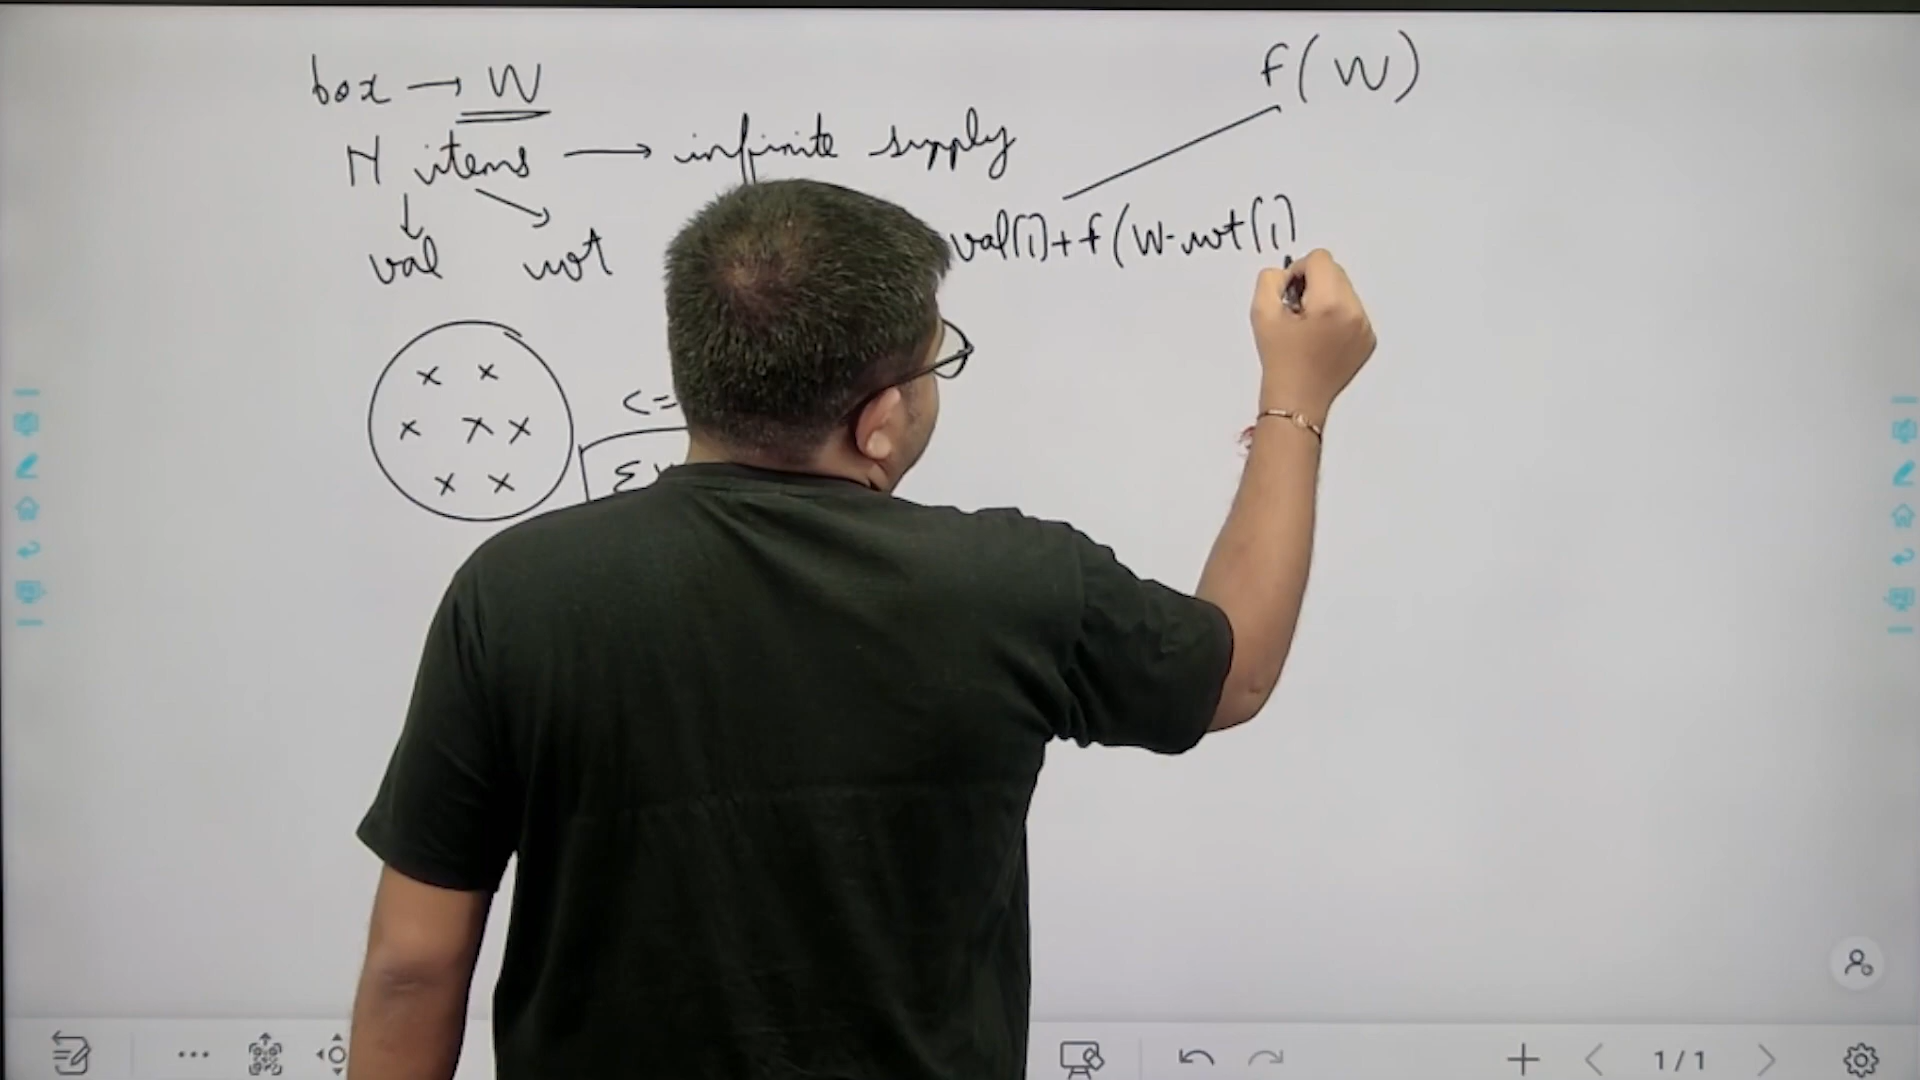 box → W
N items → infinite supply
val wt
x x
x x x
x x
<=
Σ
f(W)
val[i]+f(W-wt[i]
1/1